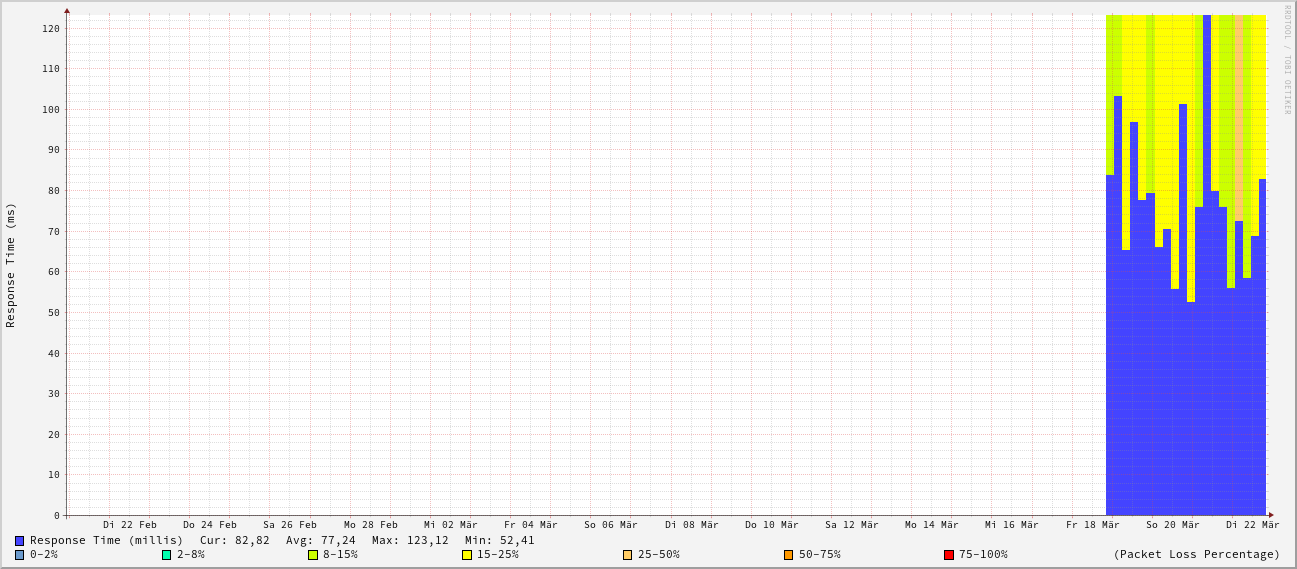 RRDTOOL / TOBI OETIKER
Response Time (ms)
120
110
100
90
80
70
60
50
40
30
20
10
0
Di 22 Feb Do 24 Feb Sa 26 Feb Mo 28 Feb Mi 02 Mär Fr 04 Mär So 06 Mär Di 08 Mär Do 10 Mär Sa 12 Mär Mo 14 Mär Mi 16 Mär Fr 18 Mär So 20 Mär Di 22 Mär
Response Time (millis) Cur: 82,82 Avg: 77,24 Max: 123,12 Min: 52,41
0-2% 2-8% 8-15% 15-25% 25-50% 50-75% 75-100% (Packet Loss Percentage)